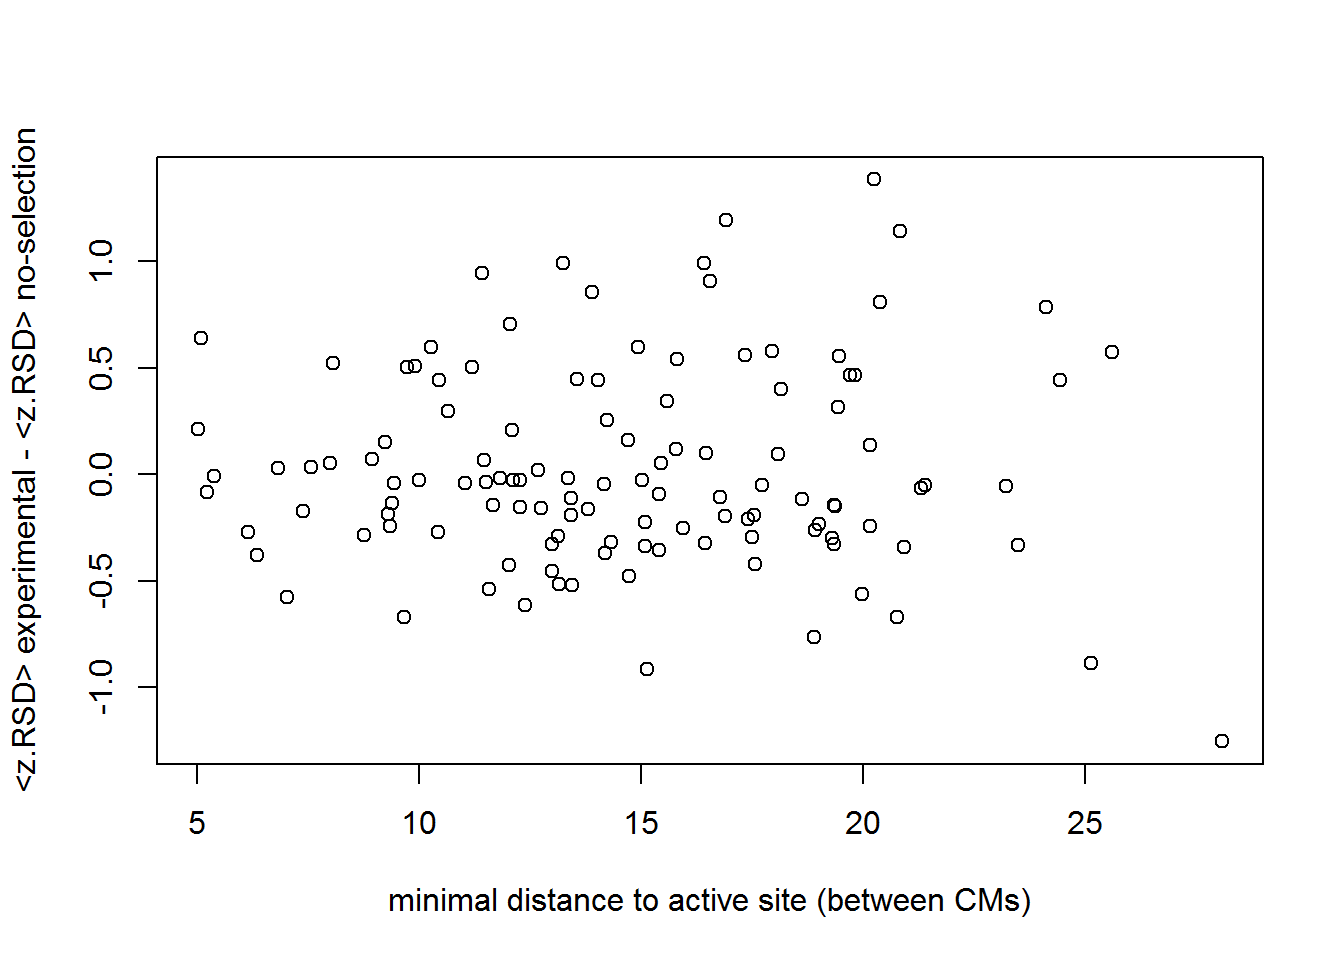 <z.RSD> experimental - <z.RSD> no-selection
1.0
0.5
0.0
-0.5
-1.0
5 10 15 20 25
minimal distance to active site (between CMs)